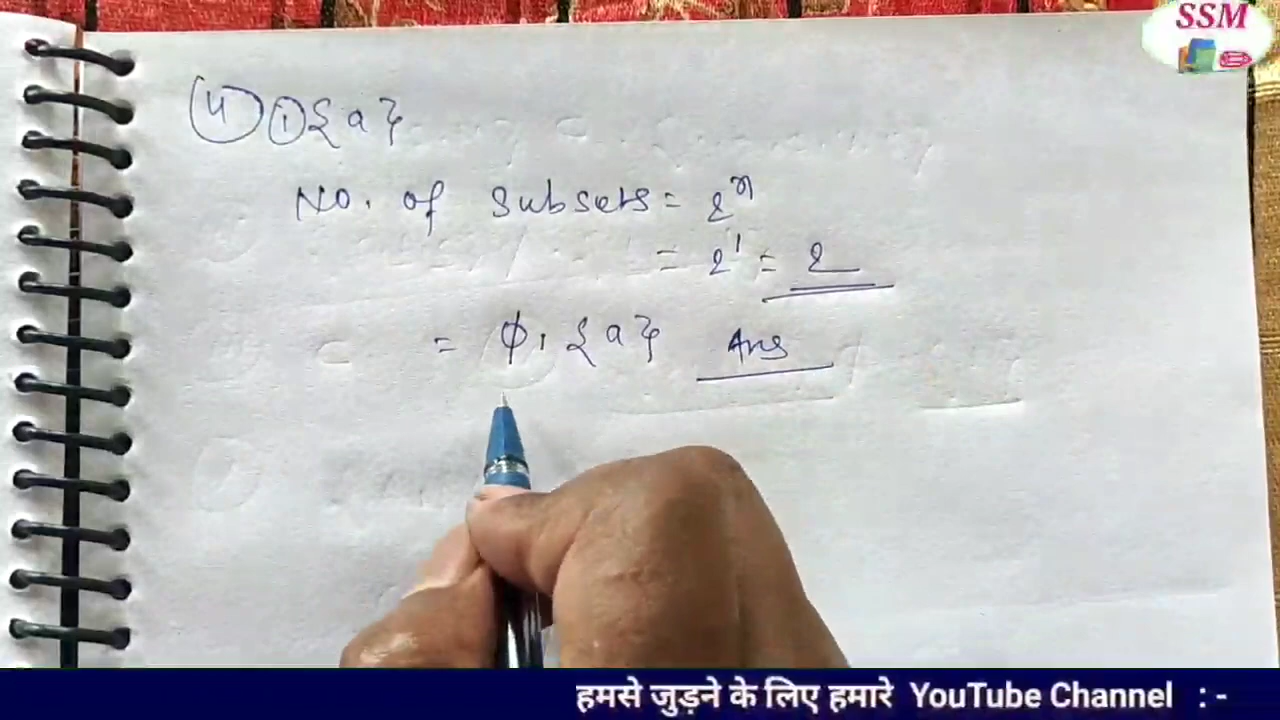 SSM
4 i {a}
No. of subsets = 2ⁿ
= 2¹ = 2
= φ, {a} Ans
हमसे जुड़ने के लिए हमारे YouTube Channel : -